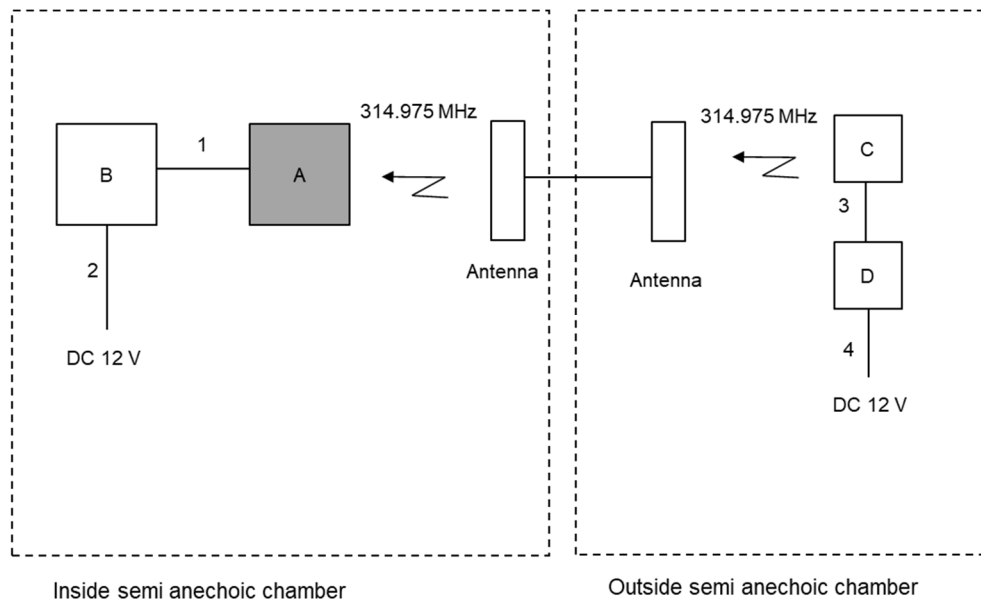 314.975 MHz
314.975 MHz
1
B
A
C
3
2
Antenna
Antenna
D
4
DC 12 V
DC 12 V
Inside semi anechoic chamber
Outside semi anechoic chamber